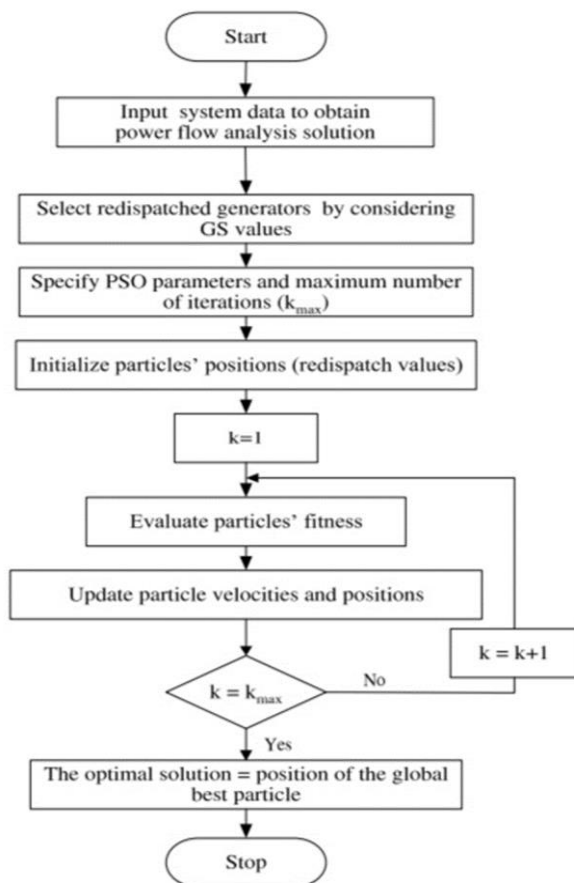 Start
Input system data to obtain
power flow analysis solution
Select redispatched generators by considering
GS values
Specify PSO parameters and maximum number
of iterations (kmax)
Initialize particles’ positions (redispatch values)
k=1
Evaluate particles’ fitness
Update particle velocities and positions
k = k+1
k = kmax
No
Yes
The optimal solution = position of the global
best particle
Stop